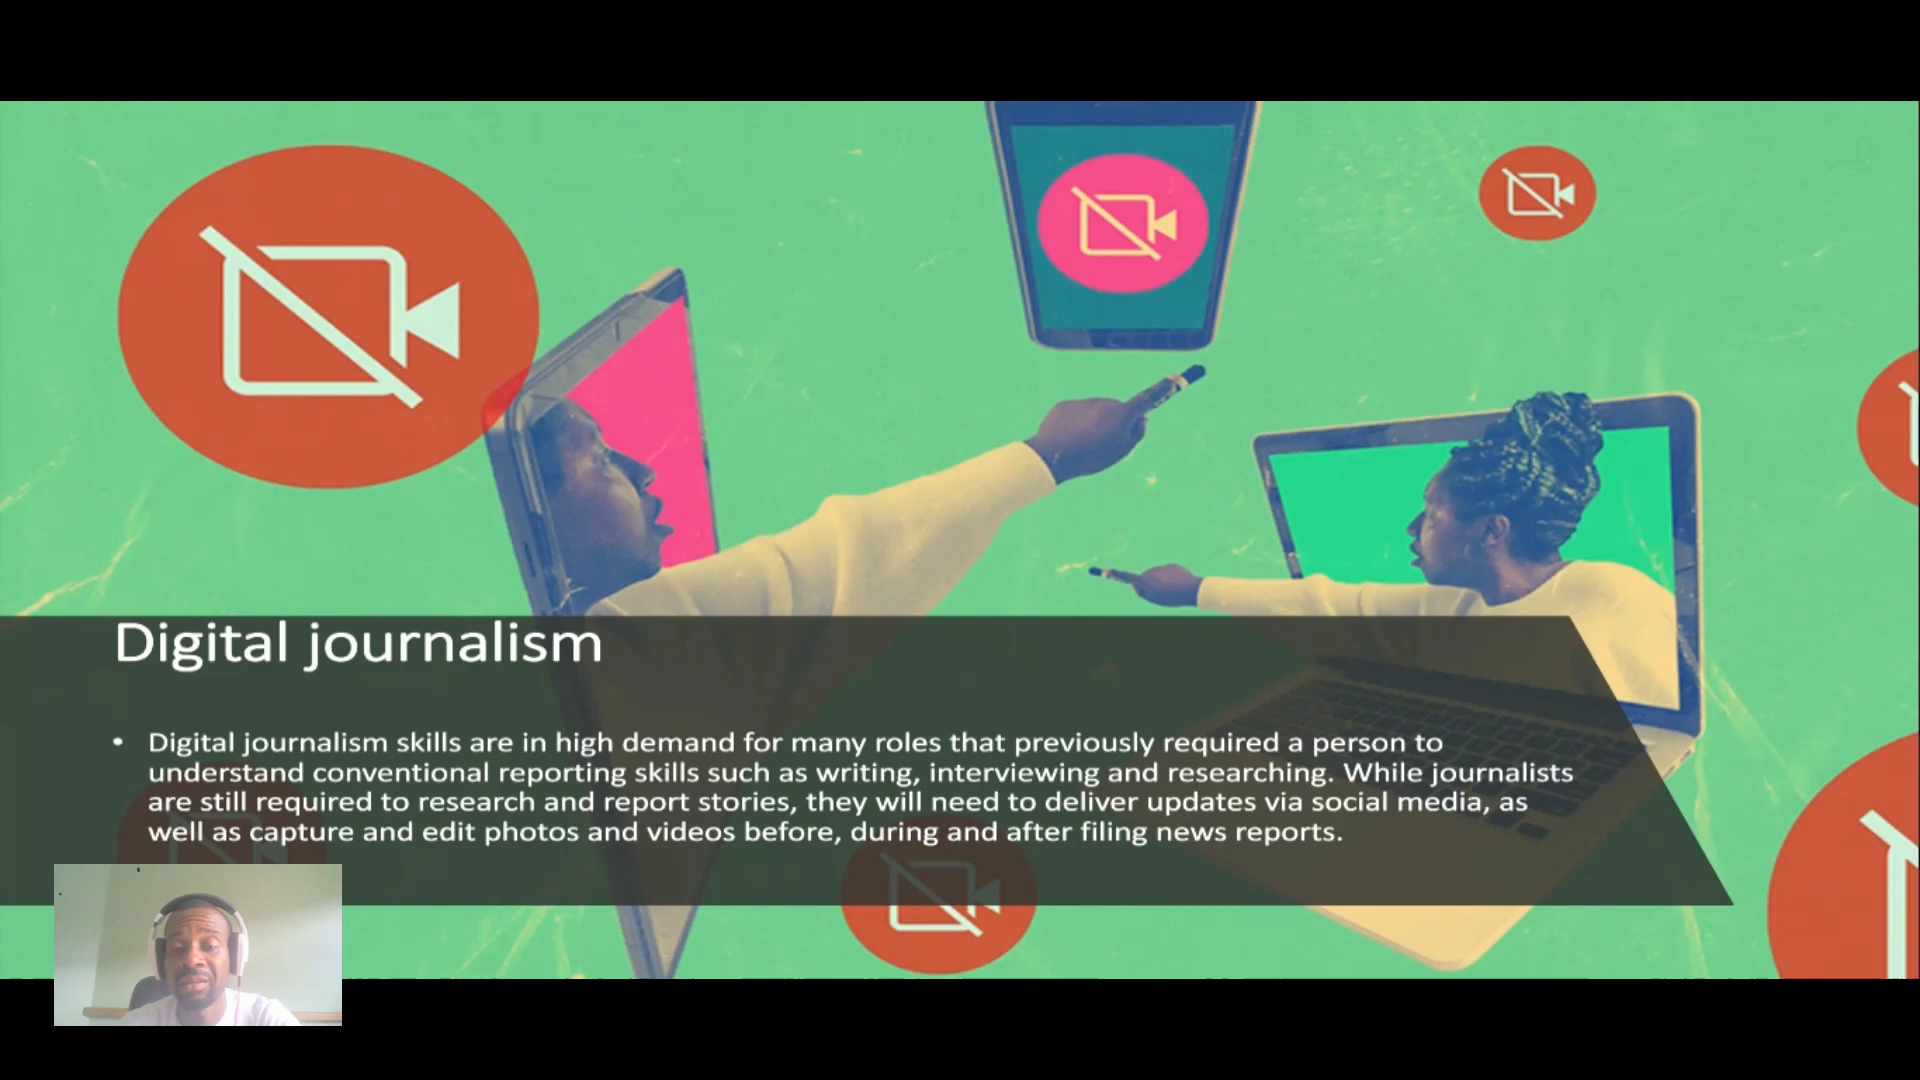 Digital journalism
• Digital journalism skills are in high demand for many roles that previously required a person to
understand conventional reporting skills such as writing, interviewing and researching. While journalists
are still required to research and report stories, they will need to deliver updates via social media, as
well as capture and edit photos and videos before, during and after filing news reports.